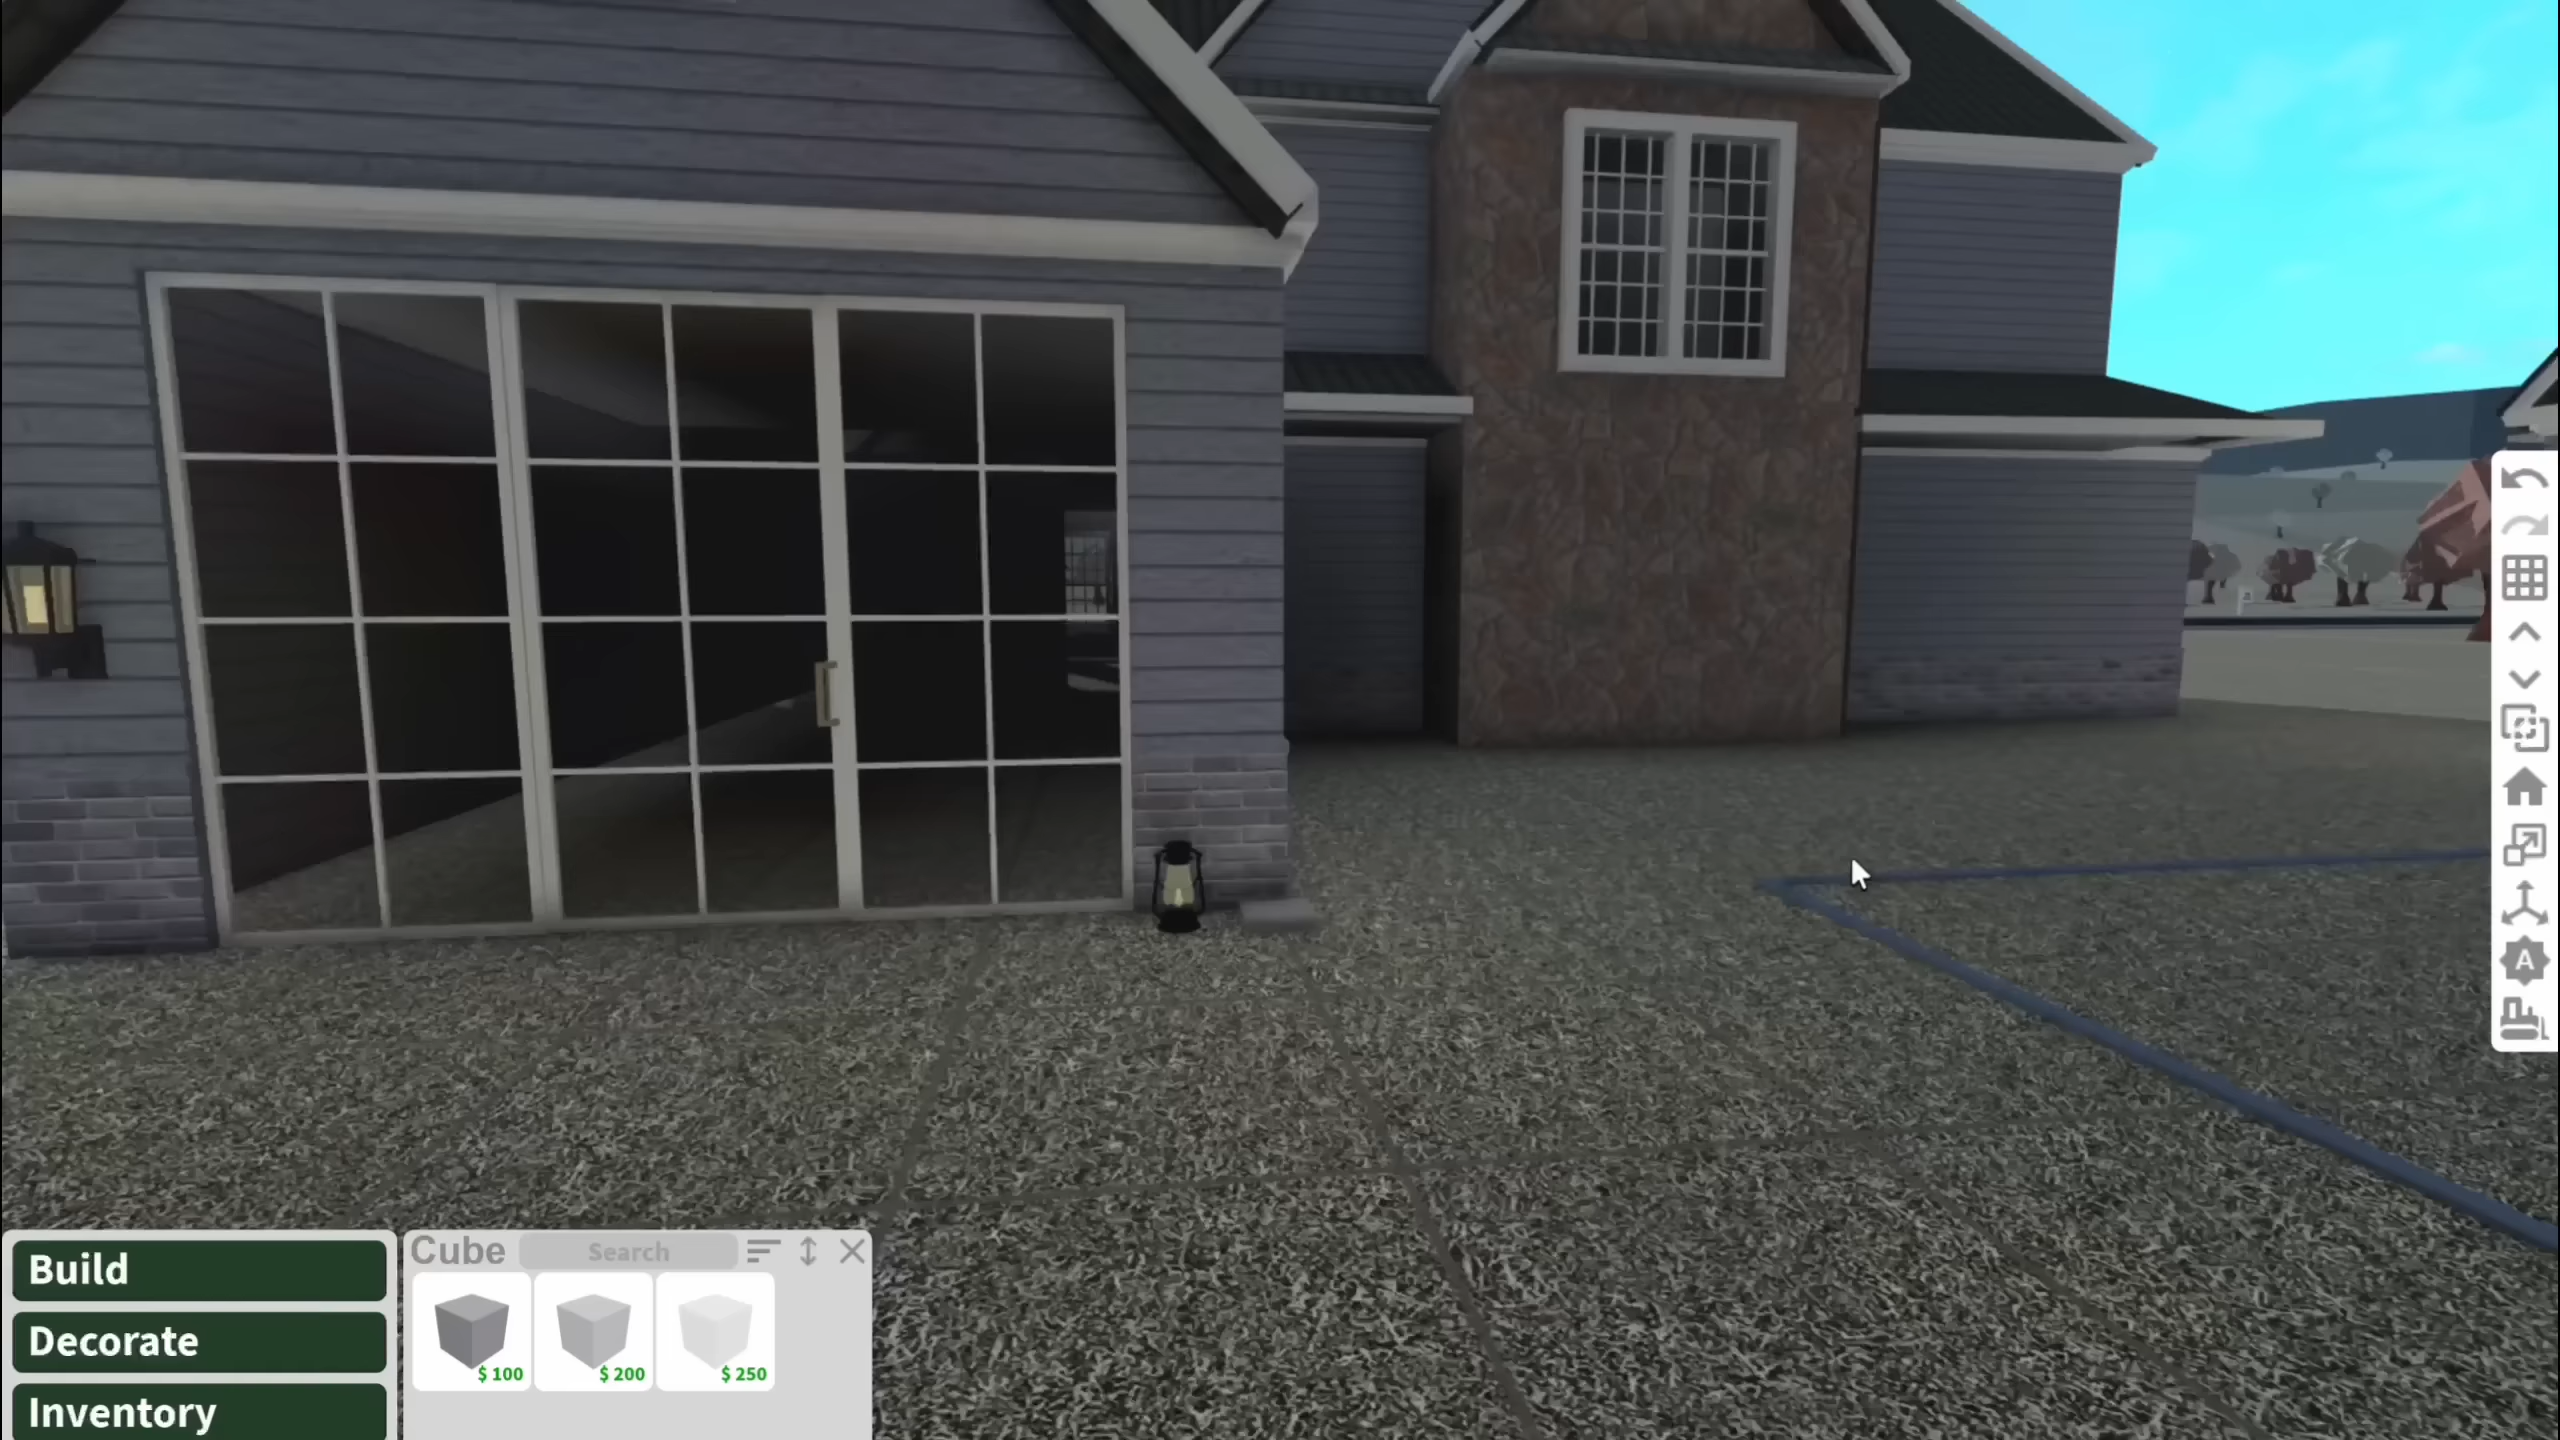 Build
Decorate
Inventory
Cube Search
$ 100 $ 200 $ 250
A